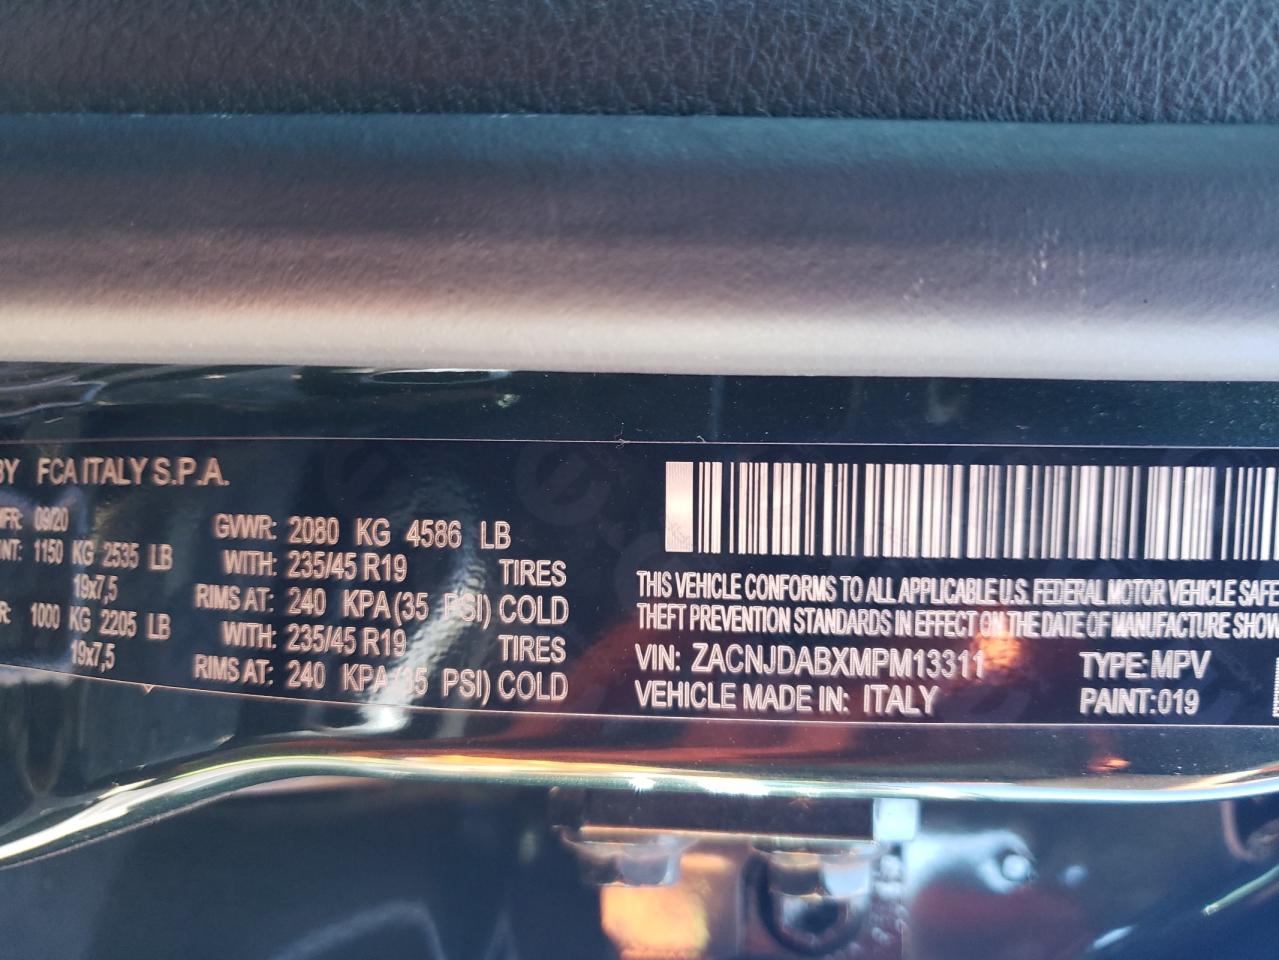 BY FCA ITALY S.P.A.
MFR: 09/20
GVWR: 2080 KG 4586 LB
1150 KG 2535 LB
WITH: 235/45 R19 TIRES
19x7,5
RIMS AT: 240 KPA (35 PSI) COLD
R: 1000 KG 2205 LB
WITH: 235/45 R19 TIRES
19x7,5
RIMS AT: 240 KPA (35 PSI) COLD
THIS VEHICLE CONFORMS TO ALL APPLICABLE U.S. FEDERAL MOTOR VEHICLE SAFE
THEFT PREVENTION STANDARDS IN EFFECT ON THE DATE OF MANUFACTURE SHOW
VIN: ZACNJDABXMPM13311 TYPE: MPV
VEHICLE MADE IN: ITALY PAINT: 019